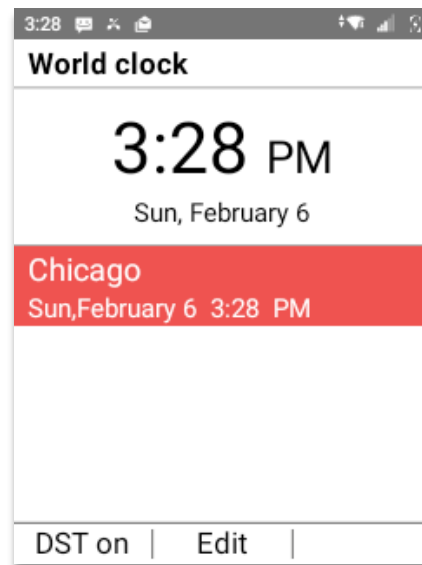 3:28
World clock
3:28 PM
Sun, February 6
Chicago
Sun,February 6 3:28 PM
DST on | Edit |